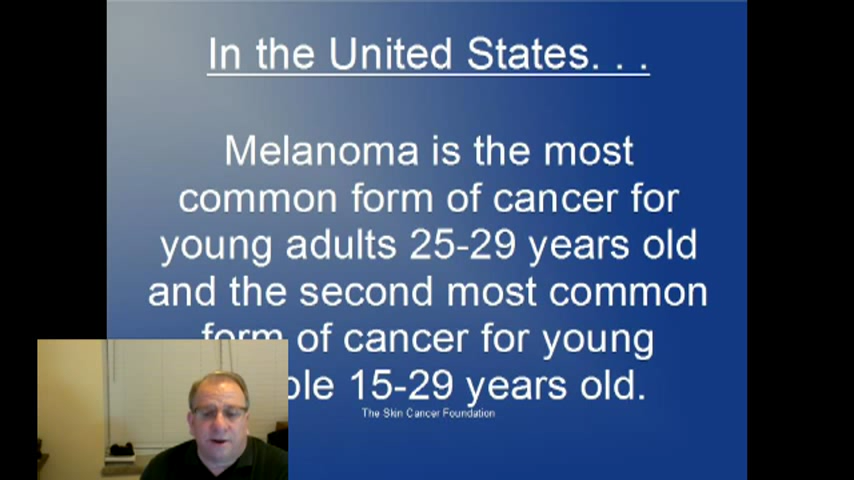 In the United States. . .
Melanoma is the most
common form of cancer for
young adults 25-29 years old
and the second most common
form of cancer for young
15-29 years old.
The Skin Cancer Foundation